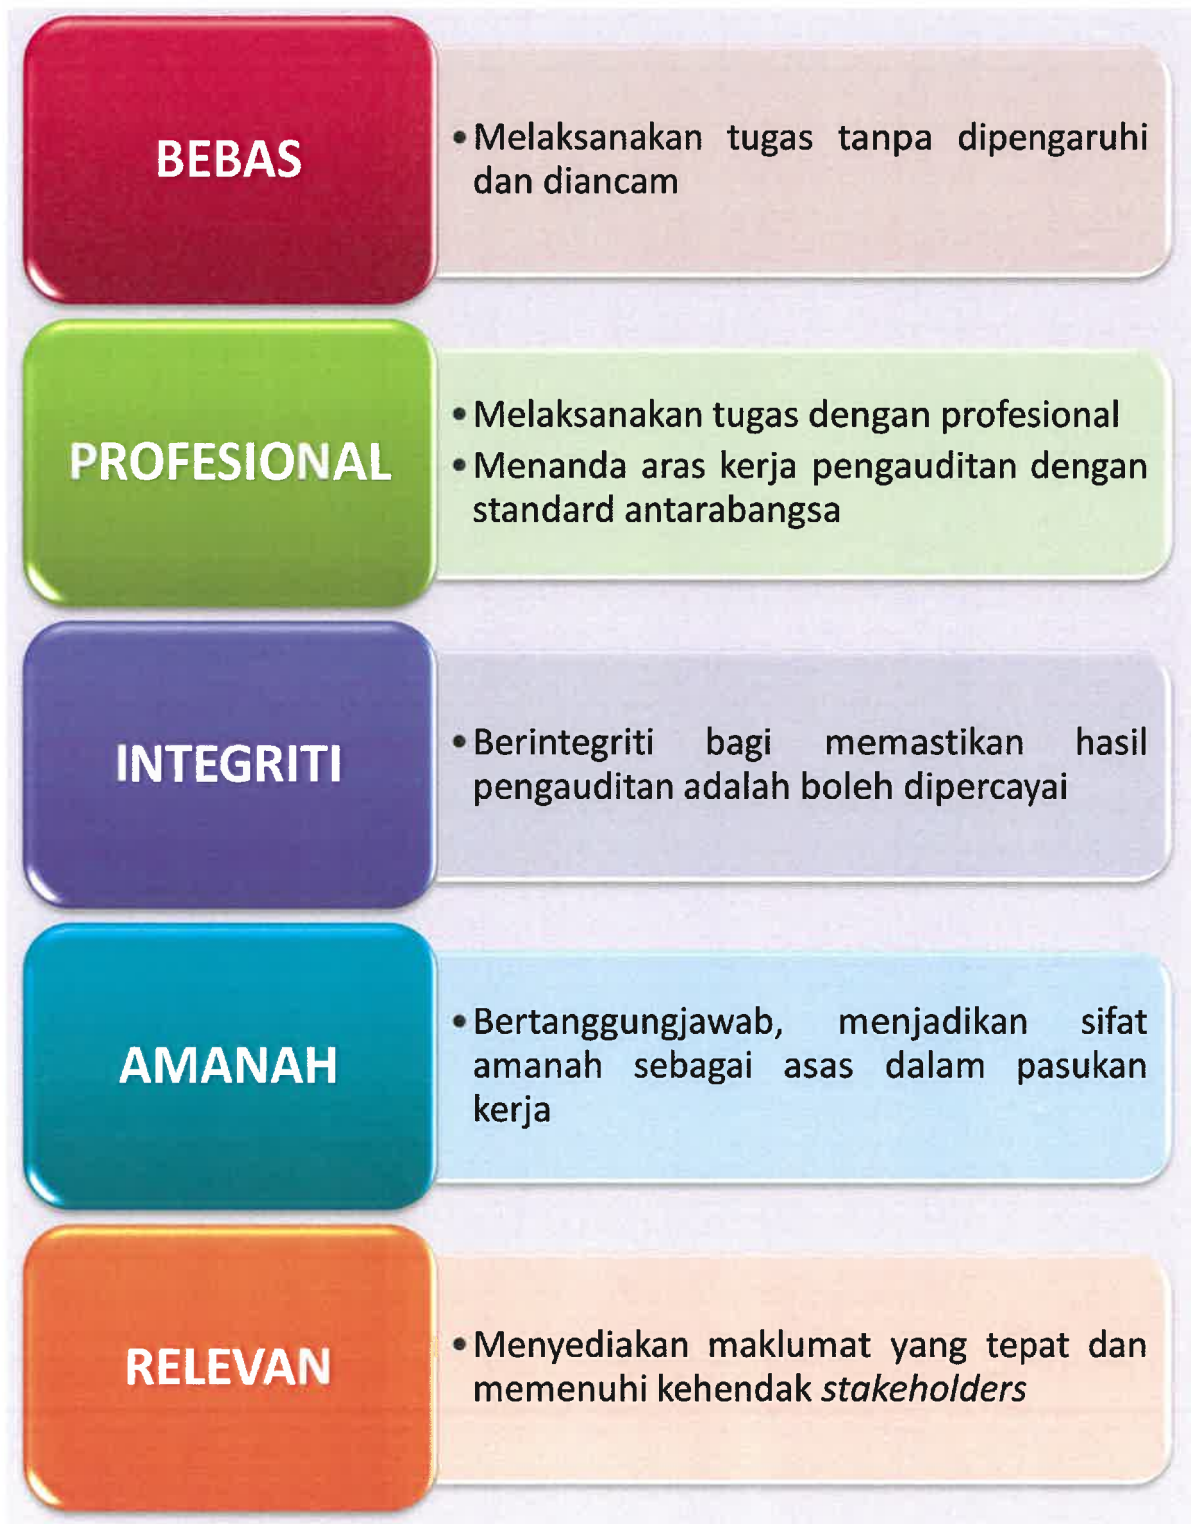 BEBAS
• Melaksanakan tugas tanpa dipengaruhi
dan diancam
PROFESIONAL
• Melaksanakan tugas dengan profesional
• Menanda aras kerja pengauditan dengan
standard antarabangsa
INTEGRITI
• Berintegriti bagi memastikan hasil
pengauditan adalah boleh dipercayai
AMANAH
• Bertanggungjawab, menjadikan sifat
amanah sebagai asas dalam pasukan
kerja
RELEVAN
• Menyediakan maklumat yang tepat dan
memenuhi kehendak stakeholders